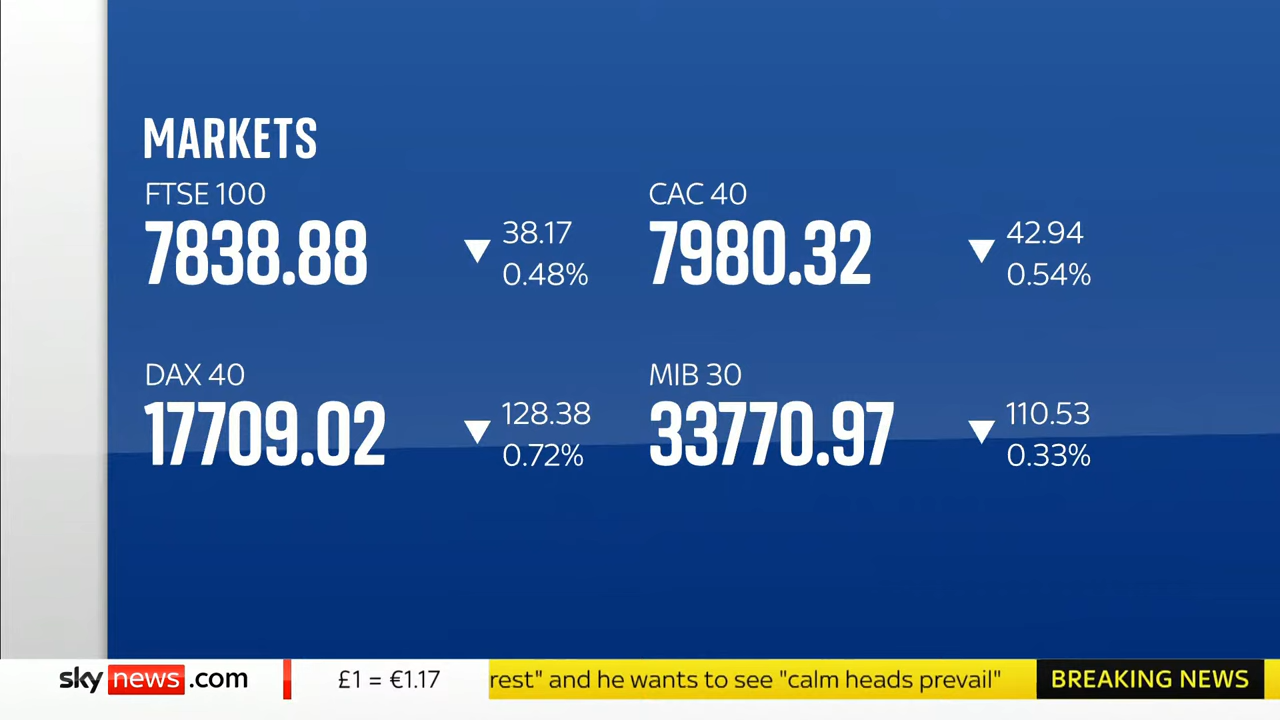 MARKETS
FTSE 100
7838.88
▼ 38.17
0.48%
CAC 40
7980.32
▼ 42.94
0.54%
DAX 40
17709.02
▼ 128.38
0.72%
MIB 30
33770.97
▼ 110.53
0.33%
sky news.com
£1 = €1.17
rest" and he wants to see "calm heads prevail"
BREAKING NEWS